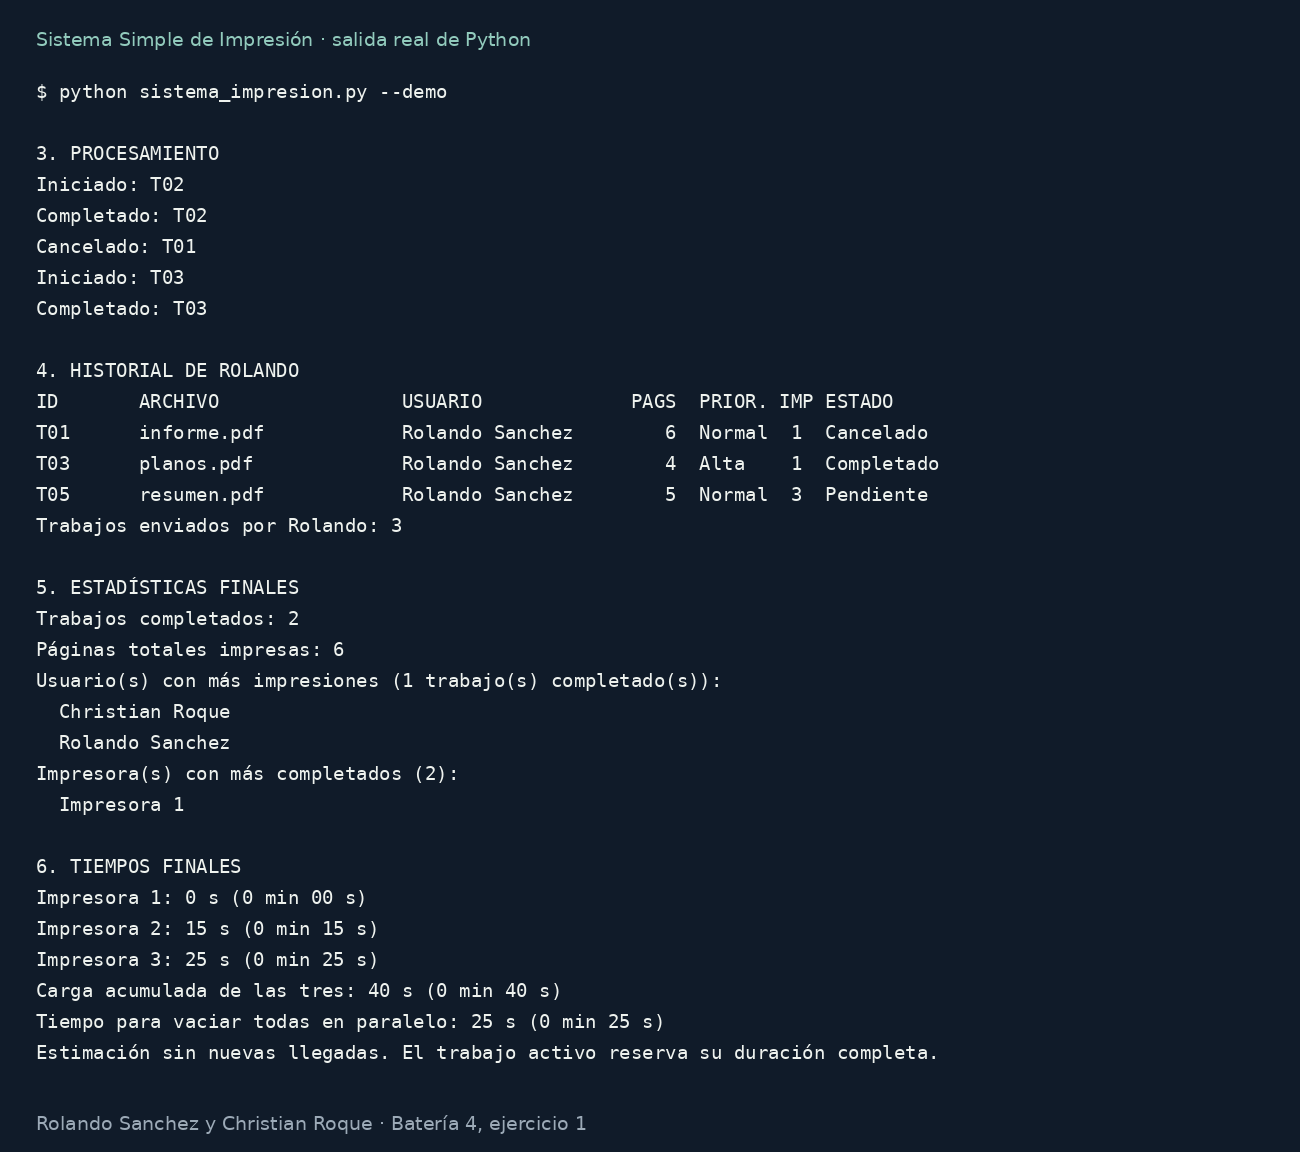 Sistema Simple de Impresión · salida real de Python
$ python sistema_impresion.py --demo
3. PROCESAMIENTO
Iniciado: T02
Completado: T02
Cancelado: T01
Iniciado: T03
Completado: T03
4. HISTORIAL DE ROLANDO
ID       ARCHIVO                USUARIO             PAGS  PRIOR. IMP ESTADO
T01      informe.pdf            Rolando Sanchez        6  Normal  1  Cancelado
T03      planos.pdf             Rolando Sanchez        4  Alta    1  Completado
T05      resumen.pdf            Rolando Sanchez        5  Normal  3  Pendiente
Trabajos enviados por Rolando: 3
5. ESTADÍSTICAS FINALES
Trabajos completados: 2
Páginas totales impresas: 6
Usuario(s) con más impresiones (1 trabajo(s) completado(s)):
  Christian Roque
  Rolando Sanchez
Impresora(s) con más completados (2):
  Impresora 1
6. TIEMPOS FINALES
Impresora 1: 0 s (0 min 00 s)
Impresora 2: 15 s (0 min 15 s)
Impresora 3: 25 s (0 min 25 s)
Carga acumulada de las tres: 40 s (0 min 40 s)
Tiempo para vaciar todas en paralelo: 25 s (0 min 25 s)
Estimación sin nuevas llegadas. El trabajo activo reserva su duración completa.
Rolando Sanchez y Christian Roque · Batería 4, ejercicio 1